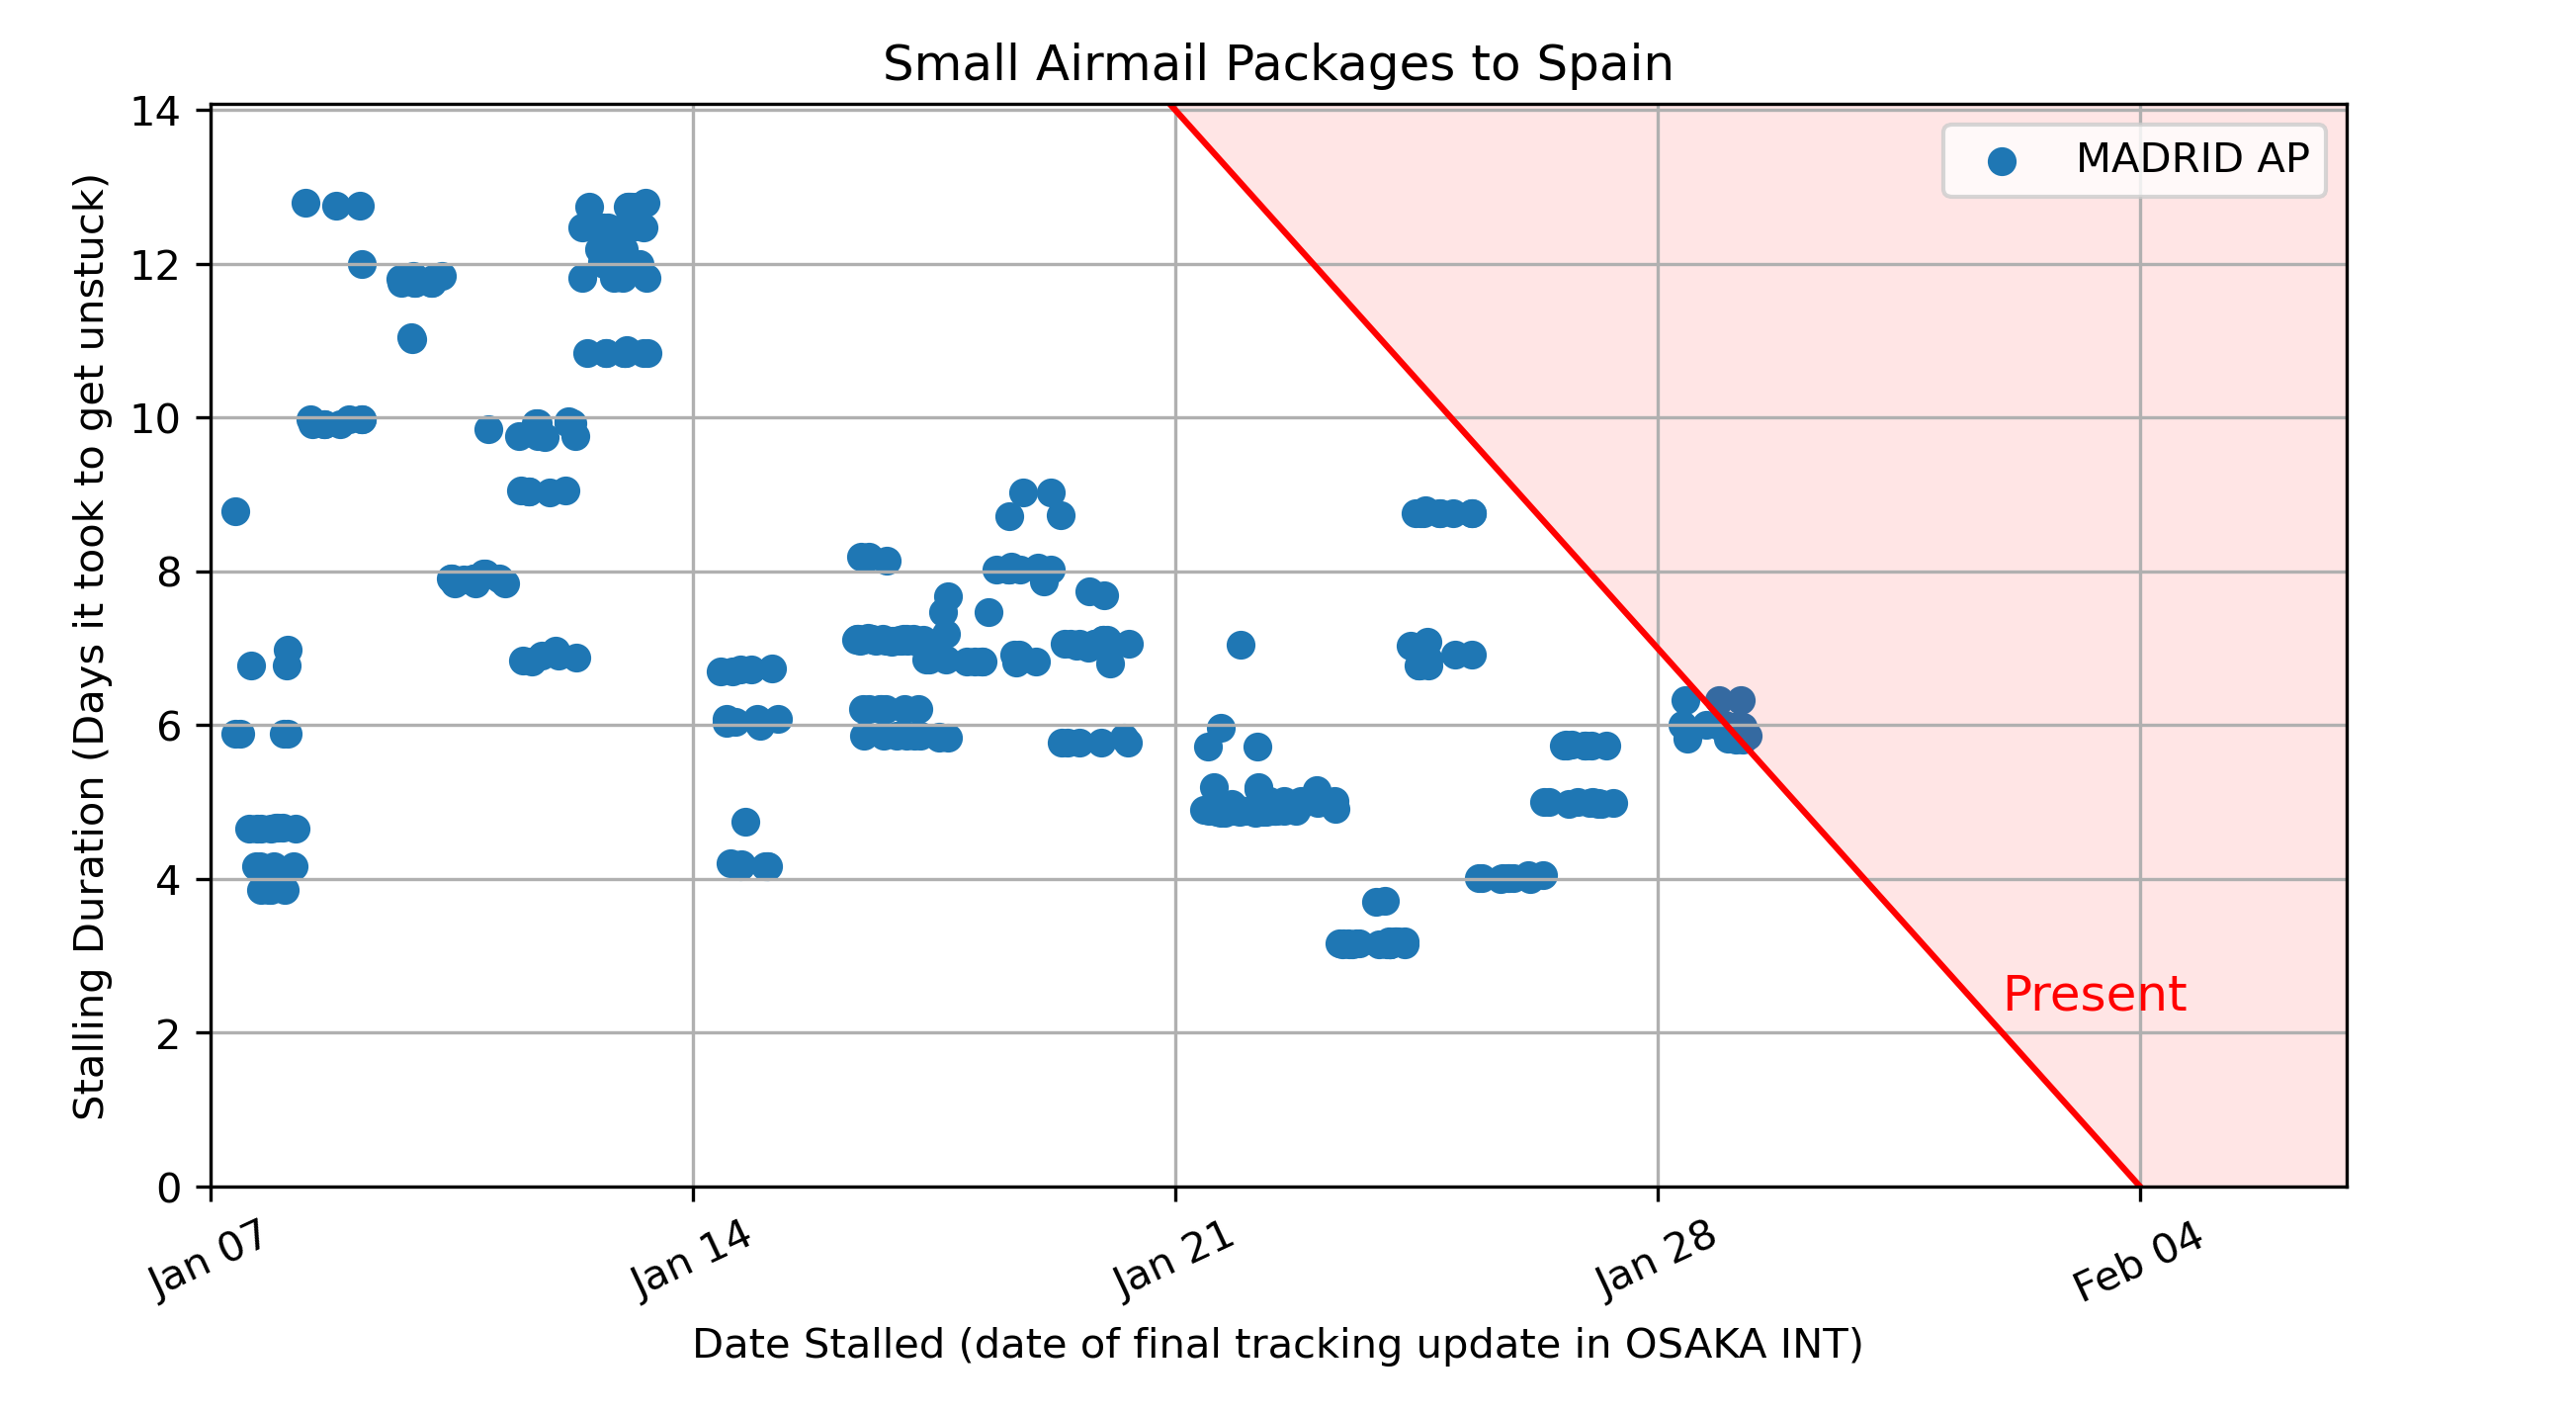 Small Airmail Packages to Spain
Stalling Duration (Days it took to get unstuck)
14
12
10
8
6
4
2
0
MADRID AP
Present
Jan 07
Jan 14
Jan 21
Jan 28
Feb 04
Date Stalled (date of final tracking update in OSAKA INT)